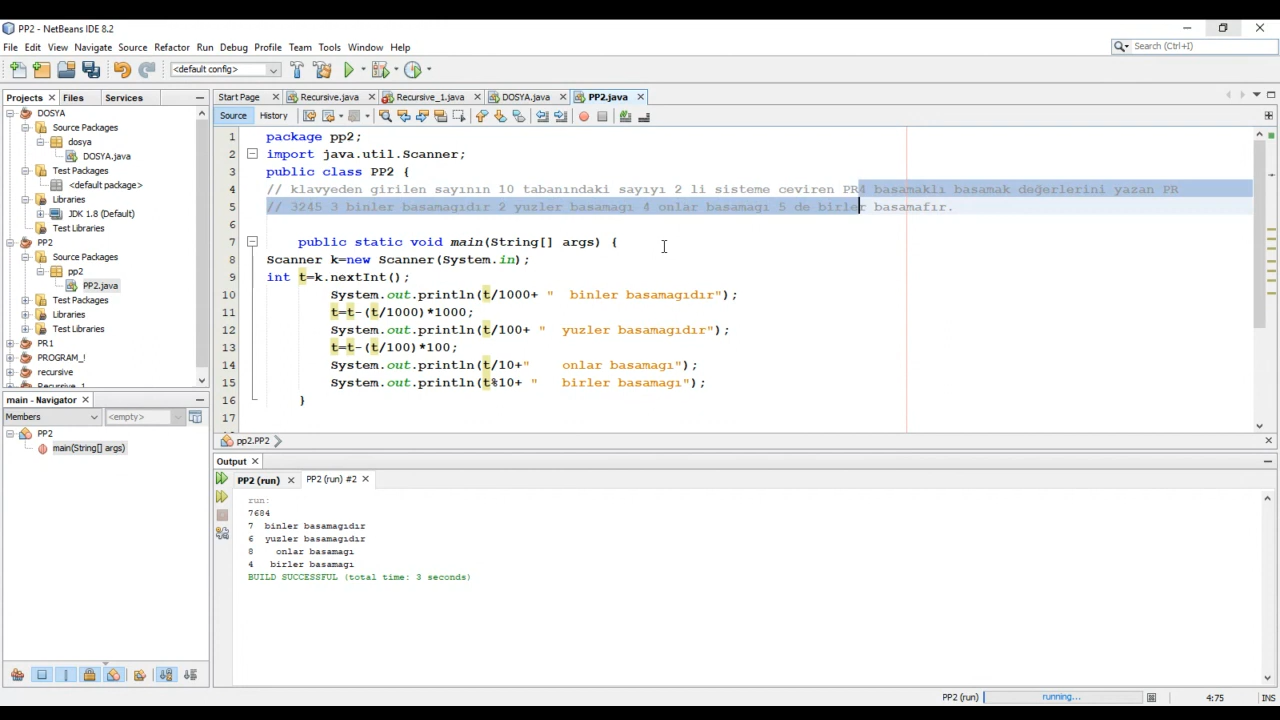 PP2 - NetBeans IDE 8.2
File Edit View Navigate Source Refactor Run Debug Profile Team Tools Window Help
Search (Ctrl+I)
<default config>
Projects Files Services
Start Page Recursive.java Recursive_1.java DOSYA.java PP2.java
Source History
DOSYA
Source Packages
dosya
DOSYA.java
Test Packages
<default package>
Libraries
JDK 1.8 (Default)
Test Libraries
PP2
Source Packages
pp2
PP2.java
Test Packages
Libraries
Test Libraries
PR1
PROGRAM_!
recursive
Recursive_1
1 package pp2;
2 import java.util.Scanner;
3 public class PP2 {
4 // klavyeden girilen sayının 10 tabanındaki sayıyı 2 li sisteme ceviren PR4 basamaklı basamak değerlerini yazan PR
5 // 3245 3 binler basamagıdır 2 yuzler basamagı 4 onlar basamagı 5 de birler basamafır.
6
7 public static void main(String[] args) {
8 Scanner k=new Scanner(System.in);
9 int t=k.nextInt();
10 System.out.println(t/1000+ "  binler basamagıdır");
11 t=t-(t/1000)*1000;
12 System.out.println(t/100+ "  yuzler basamagıdır");
13 t=t-(t/100)*100;
14 System.out.println(t/10+"    onlar basamagı");
15 System.out.println(t%10+ "   birler basamagı");
16 }
17
main - Navigator
Members <empty>
PP2
main(String[] args)
pp2.PP2
Output
PP2 (run) PP2 (run) #2
run:
7684
7  binler basamagıdır
6  yuzler basamagıdır
8    onlar basamagı
4   birler basamagı
BUILD SUCCESSFUL (total time: 3 seconds)
PP2 (run) running... 4:75 INS